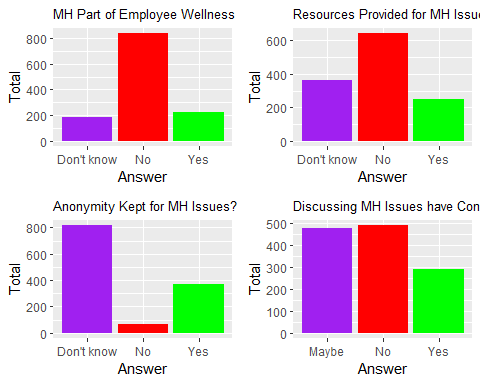 MH Part of Employee Wellness
Total
800
600
400
200
0
Don't know No Yes
Answer
Resources Provided for MH Issue
Total
600
400
200
0
Don't know No Yes
Answer
Anonymity Kept for MH Issues?
Total
800
600
400
200
0
Don't know No Yes
Answer
Discussing MH Issues have Con
Total
500
400
300
200
100
0
Maybe No Yes
Answer